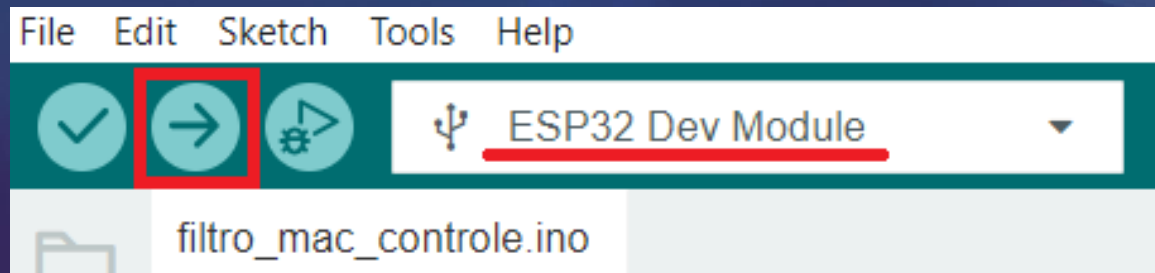 File Edit Sketch Tools Help
ESP32 Dev Module
filtro_mac_controle.ino